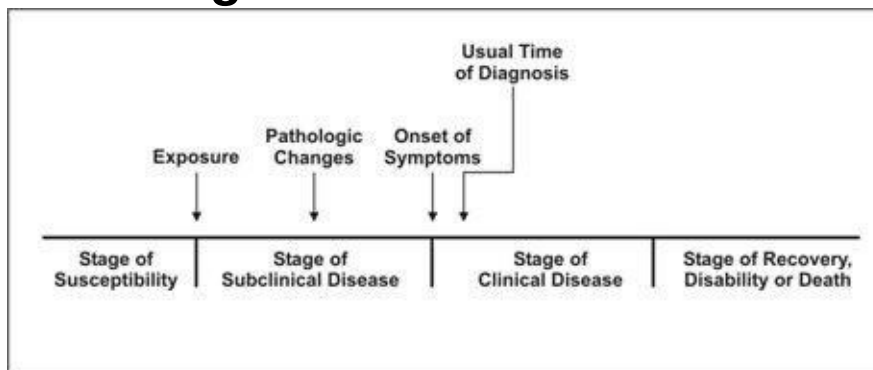 Usual Time
of Diagnosis
Pathologic
Changes
Onset of
Symptoms
Exposure
Stage of
Susceptibility
Stage of
Subclinical Disease
Stage of
Clinical Disease
Stage of Recovery,
Disability or Death